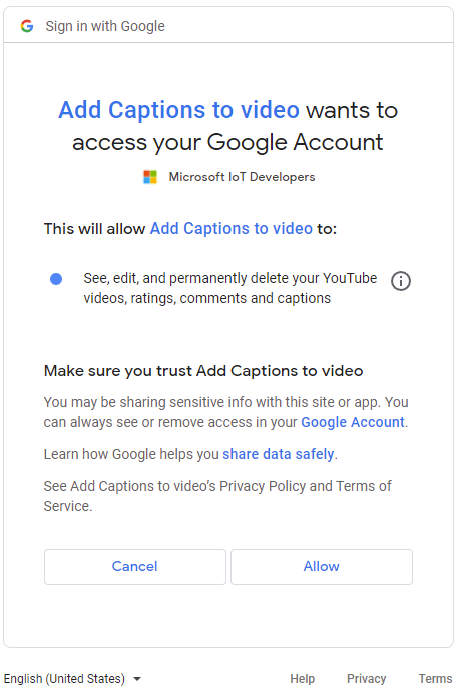 Sign in with Google
Add Captions to video wants to
access your Google Account
Microsoft IoT Developers
This will allow Add Captions to video to:
See, edit, and permanently delete your YouTube
videos, ratings, comments and captions
Make sure you trust Add Captions to video
You may be sharing sensitive info with this site or app. You
can always see or remove access in your Google Account.
Learn how Google helps you share data safely.
See Add Captions to video's Privacy Policy and Terms of
Service.
Cancel Allow
English (United States) Help Privacy Terms